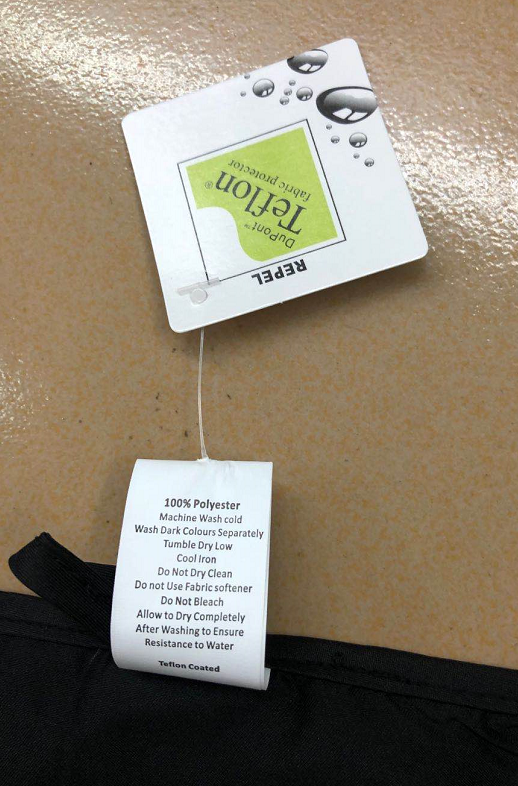 REPEL
DuPont™
Teflon®
fabric protector
100% Polyester
Machine Wash cold
Wash Dark Colours Separately
Tumble Dry Low
Cool Iron
Do Not Dry Clean
Do not Use Fabric softener
Do Not Bleach
Allow to Dry Completely
After Washing to Ensure
Resistance to Water
Teflon Coated